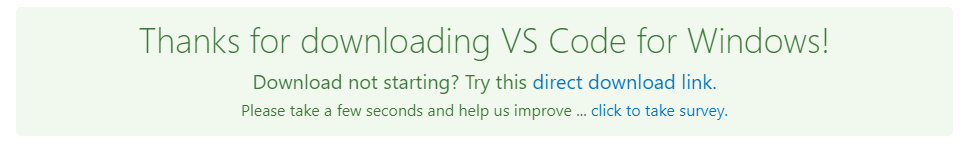 Thanks for downloading VS Code for Windows!
Download not starting? Try this direct download link.
Please take a few seconds and help us improve ... click to take survey.